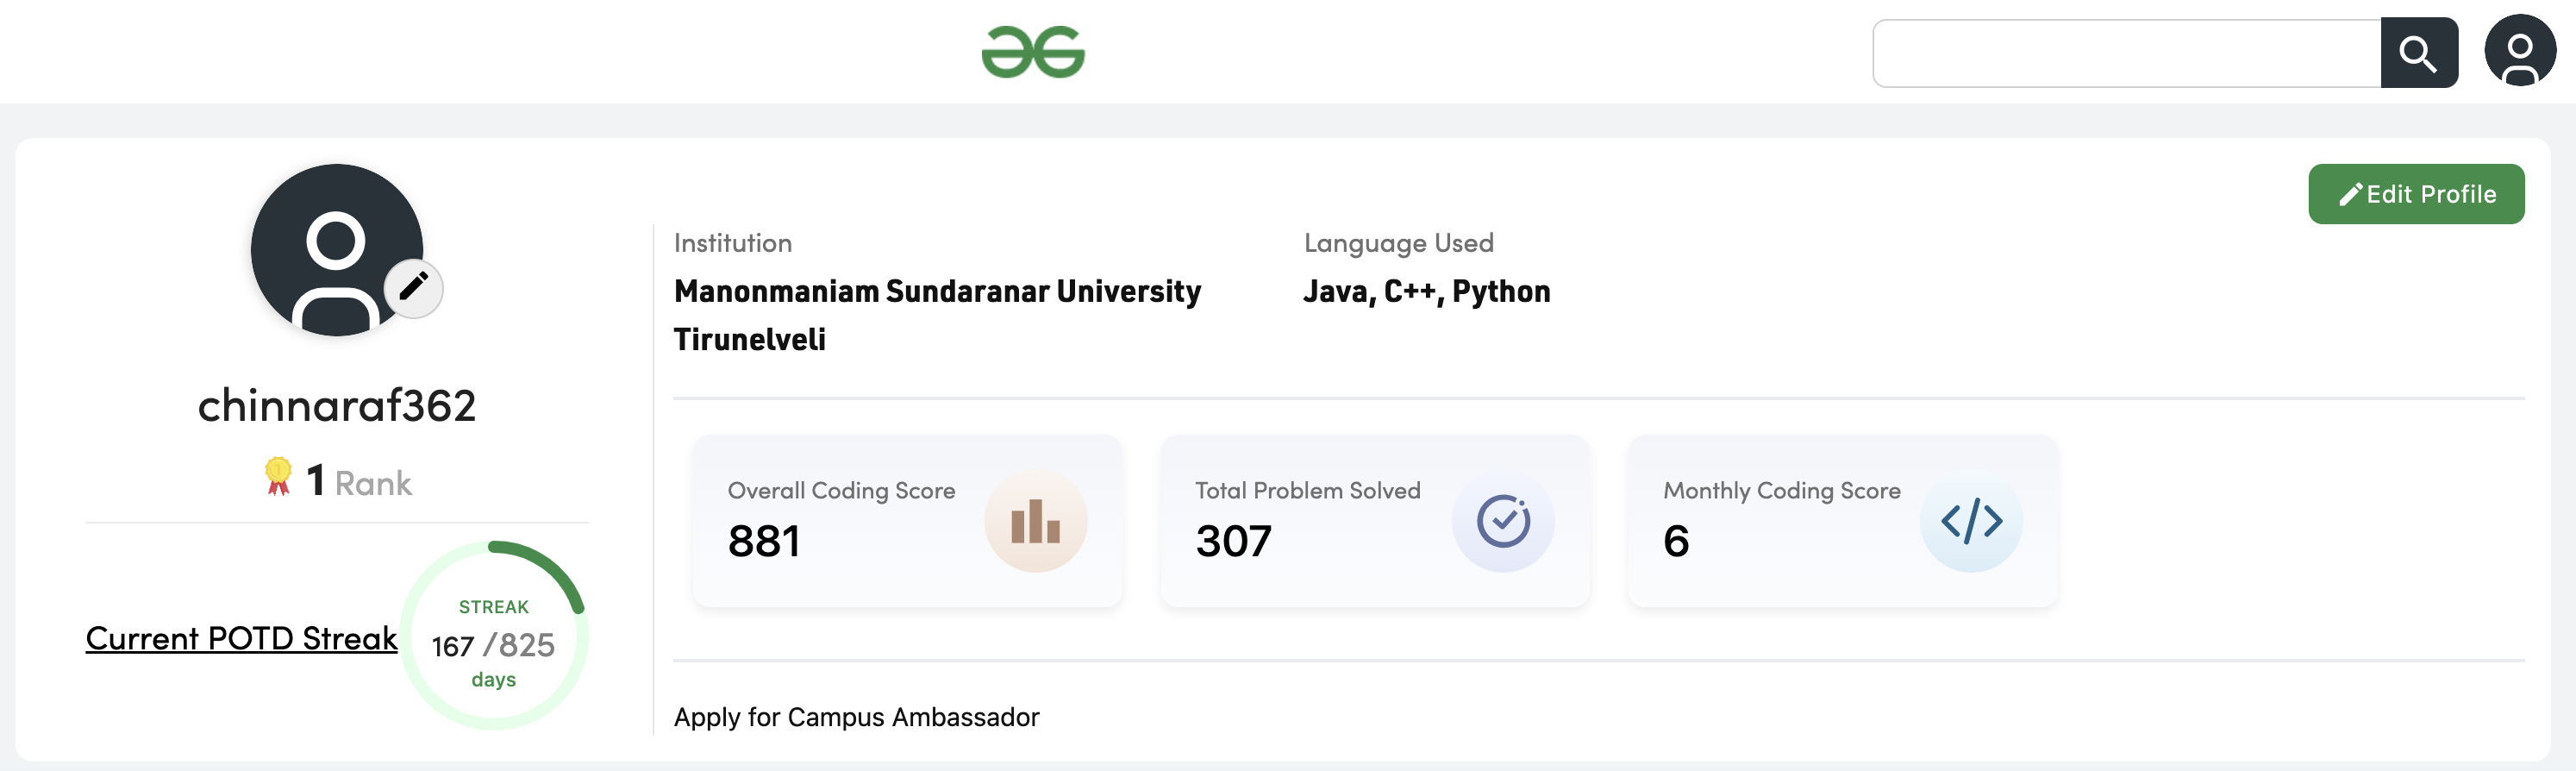 Edit Profile
Institution
Manonmaniam Sundaranar University
Tirunelveli
Language Used
Java, C++, Python
chinnaraf362
1 Rank
Current POTD Streak
STREAK
167 /825
days
Overall Coding Score
881
Total Problem Solved
307
Monthly Coding Score
6
Apply for Campus Ambassador